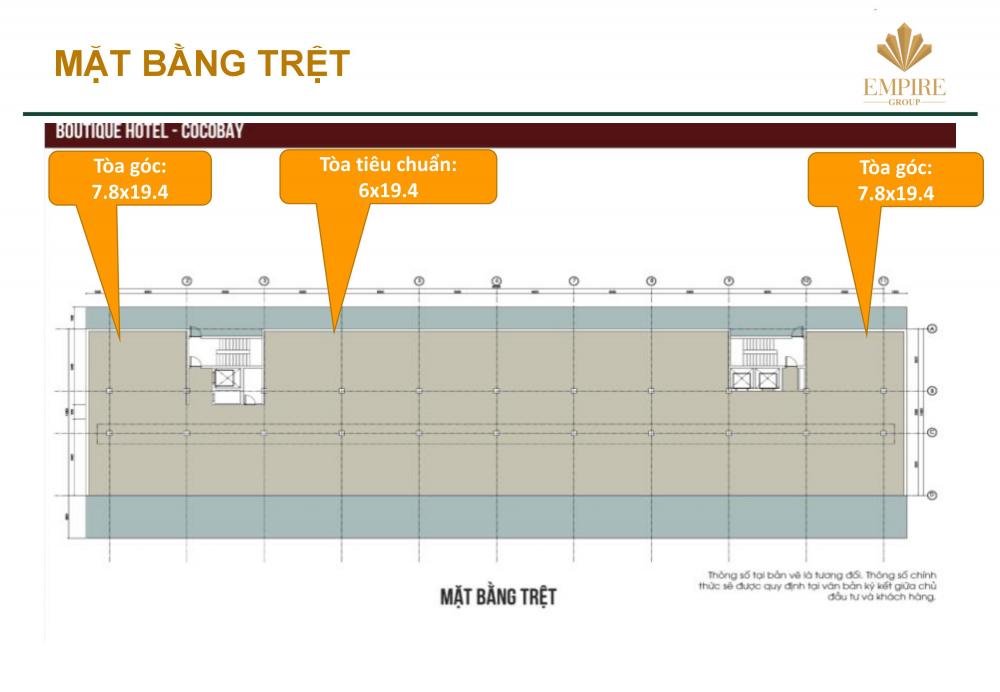 MẶT BẰNG TRỆT
EMPIRE
GROUP
BOUTIQUE HOTEL - COCOBAY
Tòa góc:
7.8x19.4
Tòa tiêu chuẩn:
6x19.4
Tòa góc:
7.8x19.4
A
B
C
D
MẶT BẰNG TRỆT
Thông số tại bản vẽ là tương đối. Thông số chính
thức sẽ được quy định tại văn bản ký kết giữa chủ
đầu tư và khách hàng.